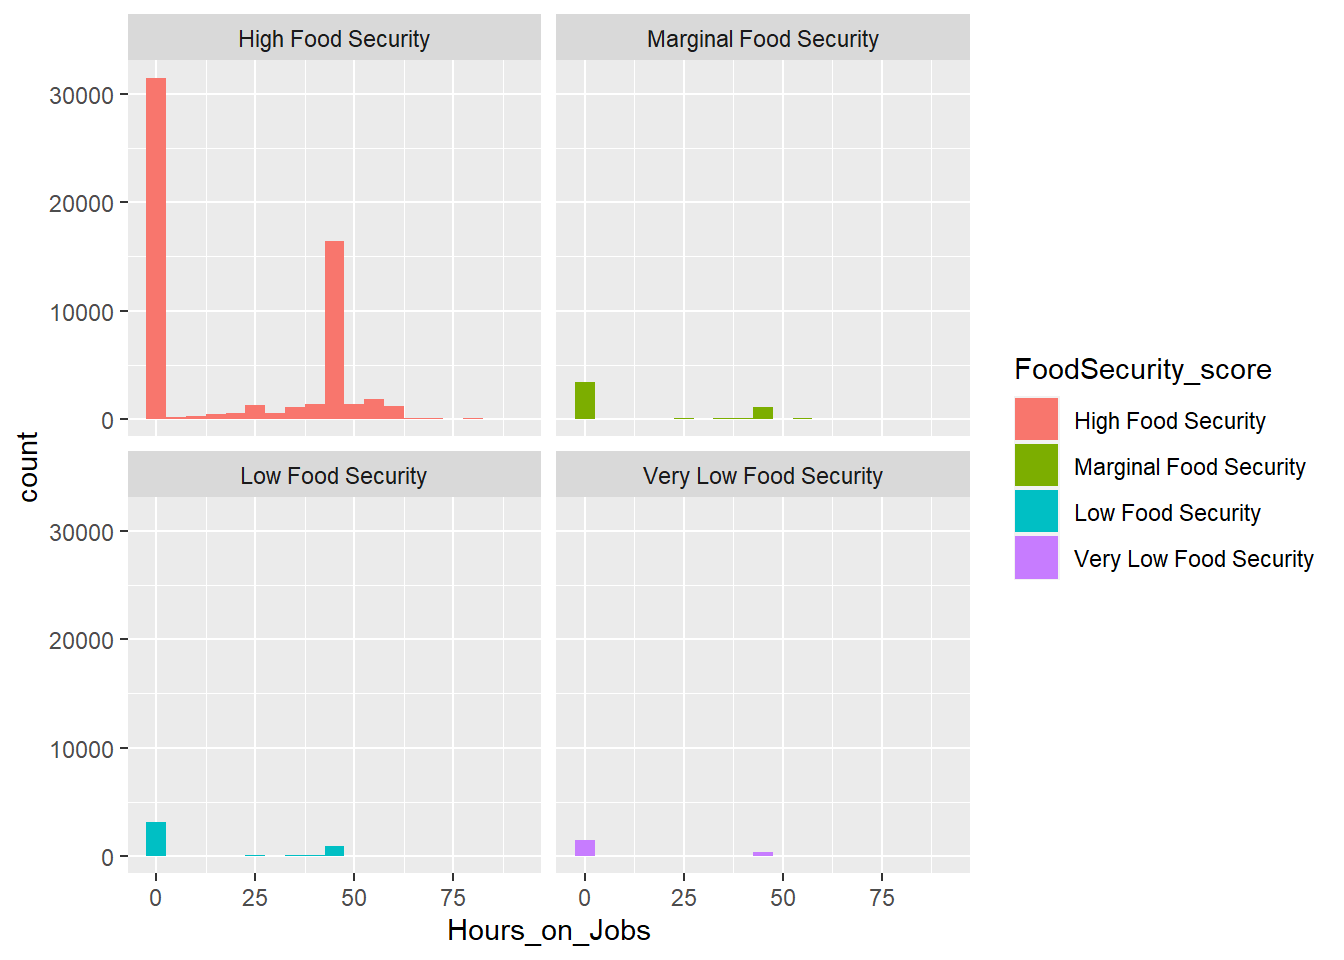 High Food Security
Marginal Food Security
30000
20000
10000
0
Low Food Security
Very Low Food Security
30000
20000
10000
0
0 25 50 75
0 25 50 75
Hours_on_Jobs
count
FoodSecurity_score
High Food Security
Marginal Food Security
Low Food Security
Very Low Food Security